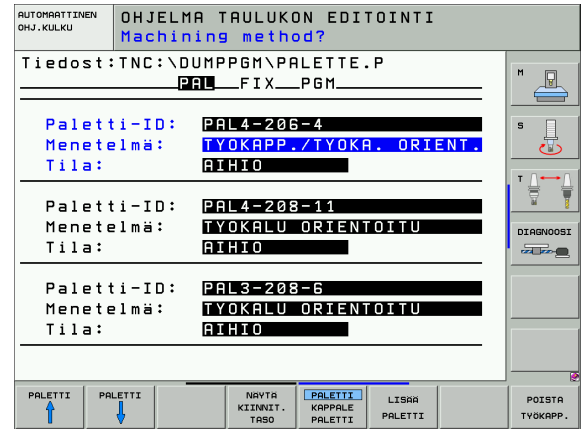 AUTOMAATTINEN
OHJ.KULKU
OHJELMA TAULUKON EDITOINTI
Machining method?
Tiedost:TNC:\DUMPPGM\PALETTE.P
PAL FIX PGM
Paletti-ID: PAL4-206-4
Menetelmä: TYOKAPP./TYOKA. ORIENT.
Tila: AIHIO
Paletti-ID: PAL4-208-11
Menetelmä: TYOKALU ORIENTOITU
Tila: AIHIO
Paletti-ID: PAL3-208-6
Menetelmä: TYOKALU ORIENTOITU
Tila: AIHIO
M
S
T
DIAGNOOSI
PALETTI
PALETTI
NAYTA
KIINNIT.
TASO
PALETTI
KAPPALE
PALETTI
LISÄÄ
PALETTI
POISTA
TYÖKAPP.